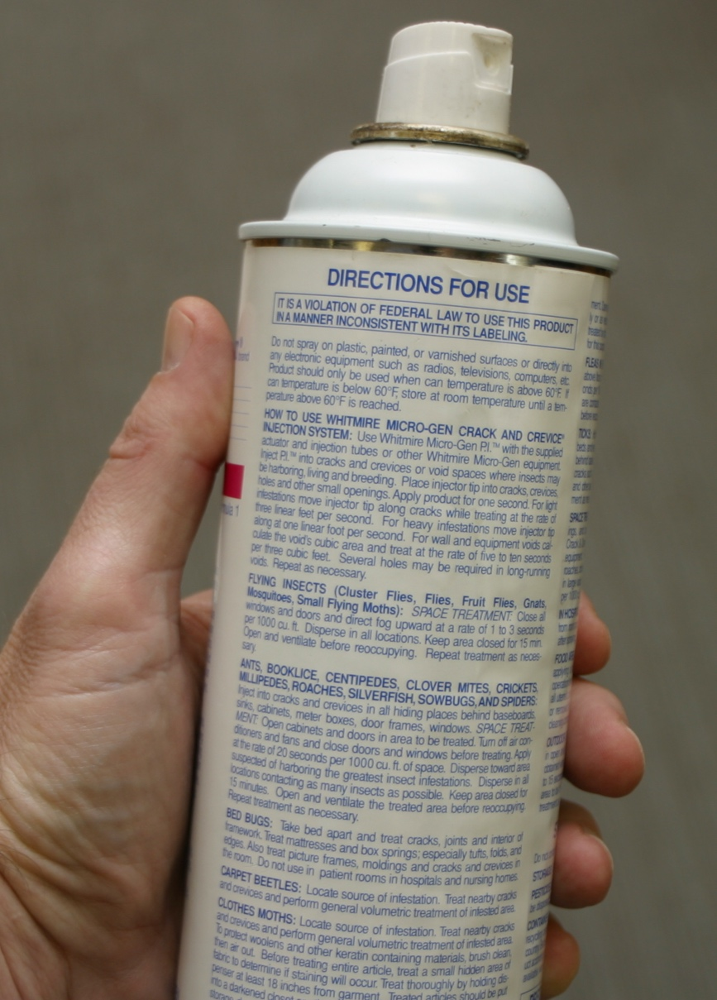 DIRECTIONS FOR USE
IT IS A VIOLATION OF FEDERAL LAW TO USE THIS PRODUCT
IN A MANNER INCONSISTENT WITH ITS LABELING.
Do not spray on plastic, painted, or varnished surfaces or directly into
any electronic equipment such as radios, televisions, computers, etc.
Product should only be used when can temperature is above 60°F. If
can temperature is below 60°F, store at room temperature until a tem-
perature above 60°F is reached.
HOW TO USE WHITMIRE MICRO-GEN CRACK AND CREVICE®
INJECTION SYSTEM: Use Whitmire Micro-Gen P.I.™ with the supplied
actuator and injection tubes or other Whitmire Micro-Gen equipment.
Inject P.I.™ into cracks and crevices or void spaces where insects may
be harboring, living and breeding. Place injector tip into cracks, crevices,
holes and other small openings. Apply product for one second. For light
infestations move injector tip along cracks while treating at the rate of
three linear feet per second. For heavy infestations move injector tip
along at one linear foot per second. For wall and equipment voids cal-
culate the void's cubic area and treat at the rate of five to ten seconds
per three cubic feet. Several holes may be required in long-running
voids. Repeat as necessary.
FLYING INSECTS (Cluster Flies, Flies, Fruit Flies, Gnats,
Mosquitoes, Small Flying Moths): SPACE TREATMENT: Close all
windows and doors and direct fog upward at a rate of 1 to 3 seconds
per 1000 cu. ft. Disperse in all locations. Keep area closed for 15 min.
Open and ventilate before reoccupying. Repeat treatment as neces-
sary.
ANTS, BOOKLICE, CENTIPEDES, CLOVER MITES, CRICKETS,
MILLIPEDES, ROACHES, SILVERFISH, SOWBUGS, AND SPIDERS:
Inject into cracks and crevices in all hiding places behind baseboards,
sinks, cabinets, meter boxes, door frames, windows. SPACE TREAT-
MENT: Open cabinets and doors in area to be treated. Turn off air con-
ditioners and fans and close doors and windows before treating. Apply
at the rate of 20 seconds per 1000 cu. ft. of space. Disperse toward area
suspected of harboring the greatest insect infestations. Disperse in all
locations contacting as many insects as possible. Keep area closed for
15 minutes. Open and ventilate the treated area before reoccupying.
Repeat treatment as necessary.
BED BUGS: Take bed apart and treat cracks, joints and interior of
framework. Treat mattresses and box springs; especially tufts, folds, and
edges. Also treat picture frames, moldings and cracks and crevices in
the room. Do not use in patient rooms in hospitals and nursing homes.
CARPET BEETLES: Locate source of infestation. Treat nearby cracks
and crevices and perform general volumetric treatment of infested area.
CLOTHES MOTHS: Locate source of infestation. Treat nearby cracks
and crevices and perform general volumetric treatment of infested area.
To protect woolens and other keratin containing materials, brush clean,
then air out. Before treating entire article, treat a small hidden area of
fabric to determine if staining will occur. Treat thoroughly by holding dis-
penser at least 18 inches from garment. Treated articles should be put
into a darkened closet